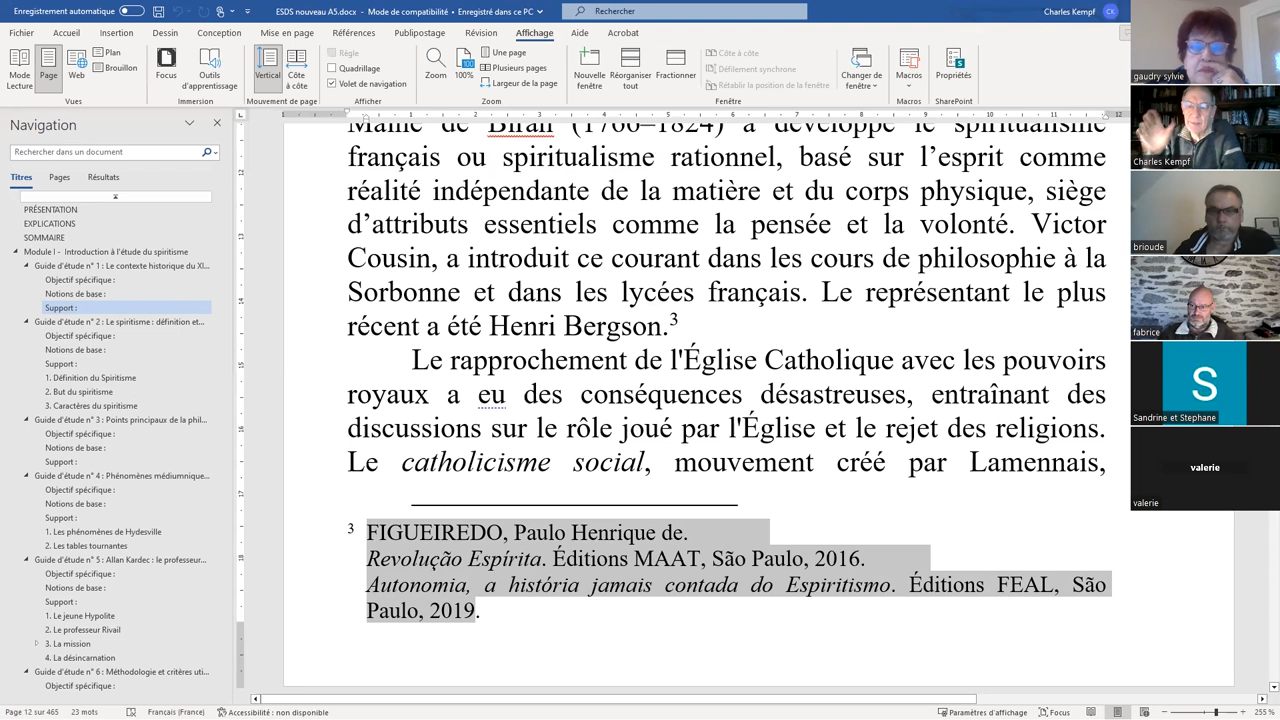 Enregistrement automatique
ESDS nouveau A5.docx - Mode de compatibilité • Enregistré dans ce PC
Rechercher
Charles Kempf
CK
Fichier Accueil Insertion Dessin Conception Mise en page Références Publipostage Révision Affichage Aide Acrobat
Mode Lecture
Page
Web
Plan
Brouillon
Vues
Focus
Outils d'apprentissage
Immersion
Vertical
Côte à côte
Mouvement de page
Règle
Quadrillage
Volet de navigation
Afficher
Zoom
100%
Une page
Plusieurs pages
Largeur de la page
Zoom
Nouvelle fenêtre
Réorganiser tout
Fractionner
Côte à côte
Défilement synchrone
Rétablir la position de la fenêtre
Fenêtre
Changer de fenêtre
Macros
Macros
Propriétés
SharePoint
Navigation
Rechercher dans un document
Titres Pages Résultats
PRÉSENTATION
EXPLICATIONS
SOMMAIRE
Module I - Introduction à l'étude du spiritisme
Guide d'étude n° 1 : Le contexte historique du XI...
Objectif spécifique :
Notions de base :
Support :
Guide d'étude n° 2 : Le spiritisme : définition et...
Objectif spécifique :
Notions de base :
Support :
1. Définition du Spiritisme
2. But du spiritisme
3. Caractères du spiritisme
Guide d'étude n° 3 : Points principaux de la phil...
Objectif spécifique :
Notions de base :
Support :
Guide d'étude n° 4 : Phénomènes médiumnique...
Objectif spécifique :
Notions de base :
Support :
1. Les phénomènes de Hydesville
2. Les tables tournantes
Guide d'étude n° 5 : Allan Kardec : le professeur...
Objectif spécifique :
Notions de base :
Support :
1. Le jeune Hypolite
2. Le professeur Rivail
3. La mission
4. La désincarnation
Guide d'étude n° 6 : Méthodologie et critères uti...
Objectif spécifique :
Maine de Biran (1766–1824) a développé le spiritualisme
français ou spiritualisme rationnel, basé sur l’esprit comme
réalité indépendante de la matière et du corps physique, siège
d’attributs essentiels comme la pensée et la volonté. Victor
Cousin, a introduit ce courant dans les cours de philosophie à la
Sorbonne et dans les lycées français. Le représentant le plus
récent a été Henri Bergson.3
Le rapprochement de l'Église Catholique avec les pouvoirs
royaux a eu des conséquences désastreuses, entraînant des
discussions sur le rôle joué par l'Église et le rejet des religions.
Le catholicisme social, mouvement créé par Lamennais,
3 FIGUEIREDO, Paulo Henrique de.
Revolução Espírita. Éditions MAAT, São Paulo, 2016.
Autonomia, a história jamais contada do Espiritismo. Éditions FEAL, São
Paulo, 2019.
gaudry sylvie
Charles Kempf
brioude
fabrice
S
Sandrine et Stephane
valerie
valerie
Page 12 sur 465 23 mots Français (France) Accessibilité : non disponible
Paramètres d'affichage Focus 255 %